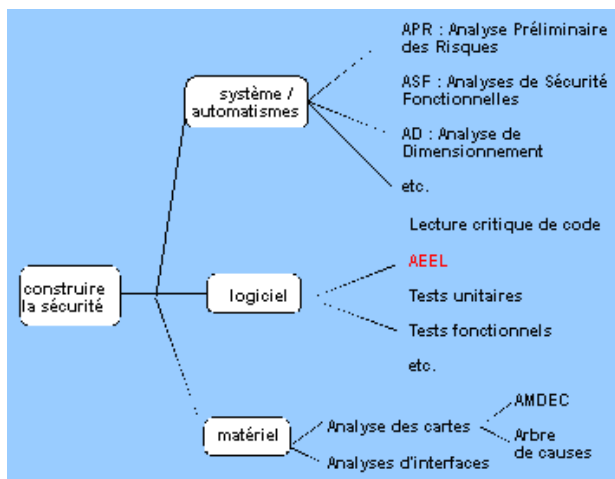 APR : Analyse Préliminaire
des Risques
système /
automatismes
ASF : Analyses de Sécurité
Fonctionnelles
AD : Analyse de
Dimensionnement
etc.
Lecture critique de code
construire
la sécurité
logiciel
AEEL
Tests unitaires
Tests fonctionnels
etc.
matériel
Analyse des cartes
AMDEC
Arbre
de causes
Analyses d'interfaces